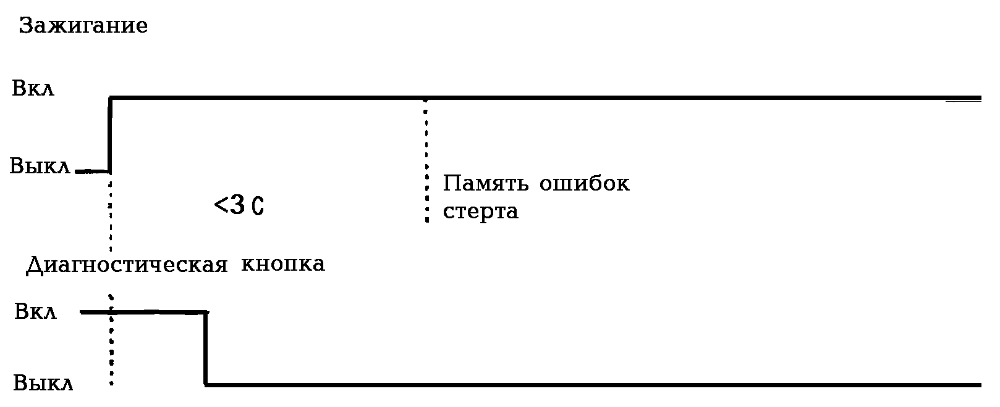 Зажигание
Вкл
Выкл
<3 с
Память ошибок
стерта
Диагностическая кнопка
Вкл
Выкл